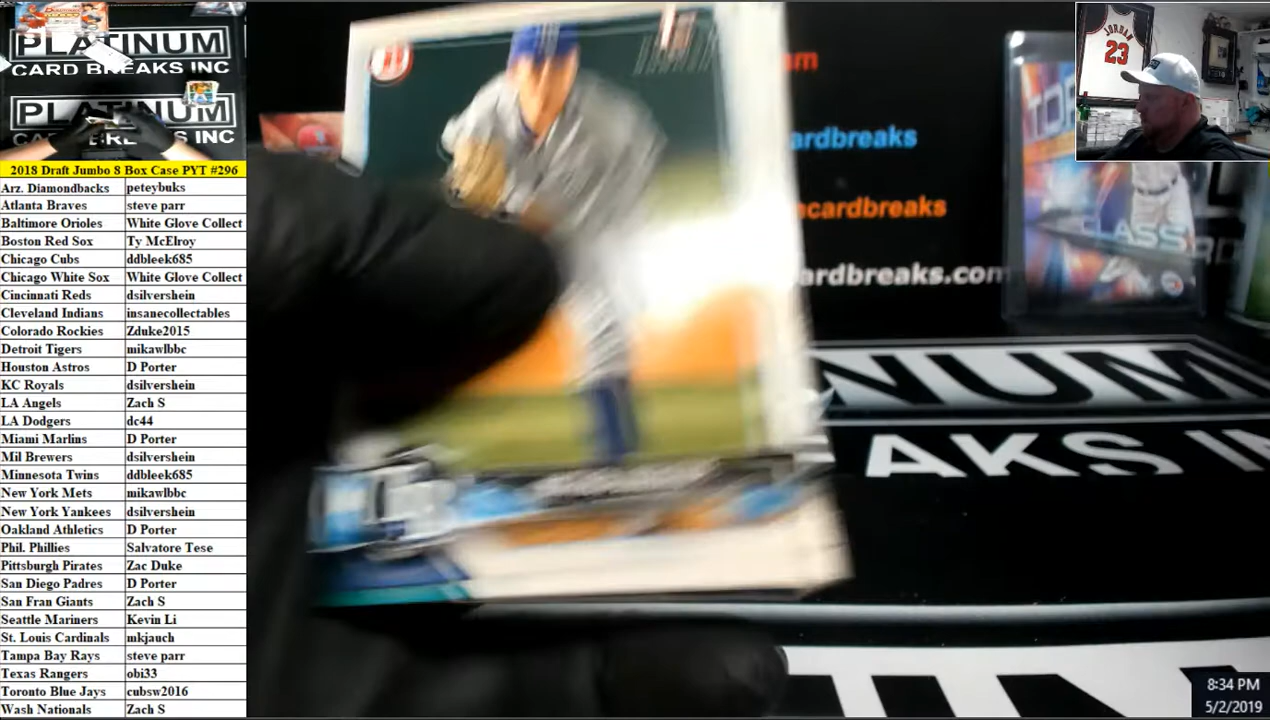 PLATINUM
CARD BREAKS INC
PLATINUM
INC
2018 Draft Jumbo 8 Box Case PYT #296
Arz. Diamondbacks peteybuks
Atlanta Braves steve parr
Baltimore Orioles White Glove Collect
Boston Red Sox Ty McElroy
Chicago Cubs ddbleek685
Chicago White Sox White Glove Collect
Cincinnati Reds dsilvershein
Cleveland Indians insanecollectables
Colorado Rockies Zduke2015
Detroit Tigers mikawlbbc
Houston Astros D Porter
KC Royals dsilvershein
LA Angels Zach S
LA Dodgers dc44
Miami Marlins D Porter
Mil Brewers dsilvershein
Minnesota Twins ddbleek685
New York Mets mikawlbbc
New York Yankees dsilvershein
Oakland Athletics D Porter
Phil. Phillies Salvatore Tese
Pittsburgh Pirates Zac Duke
San Diego Padres D Porter
San Fran Giants Zach S
Seattle Mariners Kevin Li
St. Louis Cardinals mkjauch
Tampa Bay Rays steve parr
Texas Rangers obi33
Toronto Blue Jays cubsw2016
Wash Nationals Zach S
am
cardbreaks
ncardbreaks
ardbreaks.com
CLASS
NUM
AKS IN
JORDAN
23
8:34 PM
5/2/2019